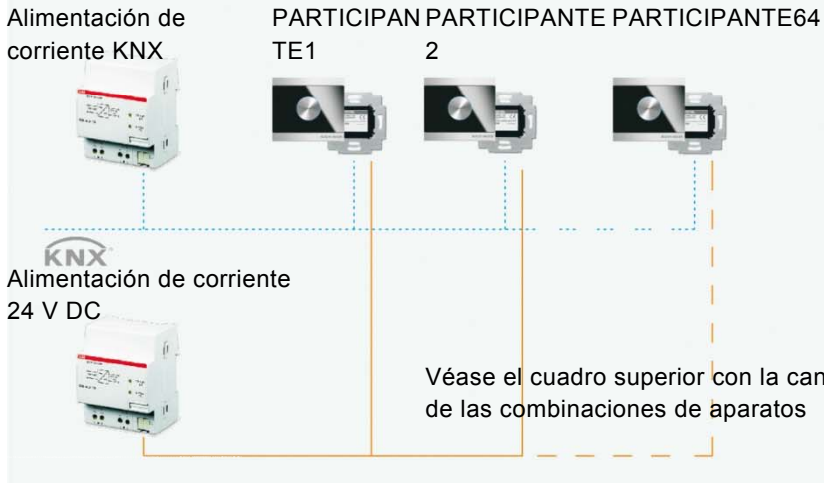 Alimentación de
corriente KNX
PARTICIPAN
TE1
PARTICIPANTE
2
PARTICIPANTE64
KNX
Alimentación de corriente
24 V DC
Véase el cuadro superior con la can
de las combinaciones de aparatos